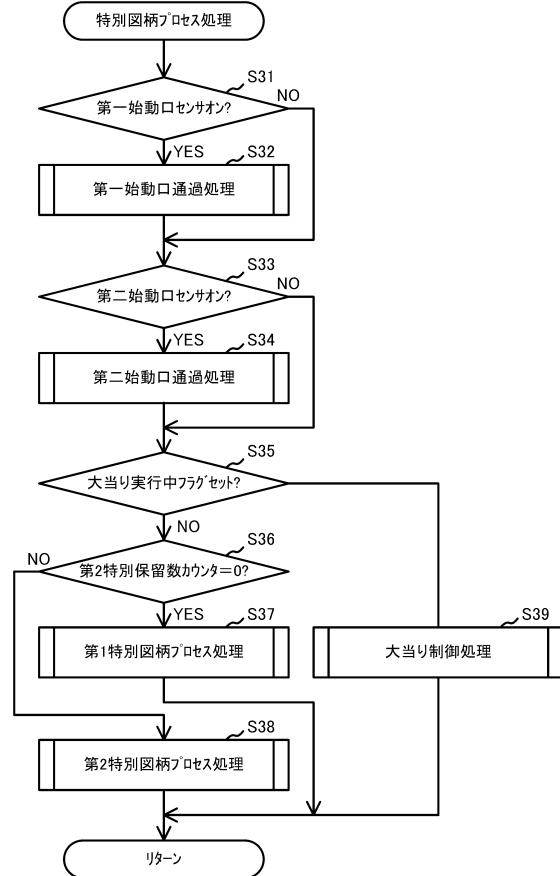 特別図柄プロセス処理
S31
第一始動口センサオン?
NO
YES
S32
第一始動口通過処理
S33
第二始動口センサオン?
NO
YES
S34
第二始動口通過処理
S35
大当り実行中フラグセット?
NO
S36
NO
第2特別保留数カウンタ=0?
YES
S37
第1特別図柄プロセス処理
S39
大当り制御処理
S38
第2特別図柄プロセス処理
リターン